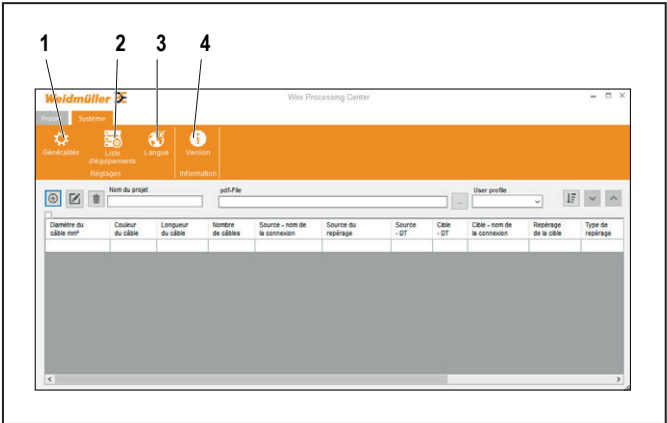 1 2 3 4
Weidmüller
Wire Processing Center
Projet Système
Généralités
Liste d'équipements
Langue
Version
Réglages
Information
Nom du projet
pdf-File
...
User profile
Diamètre du câble mm²
Couleur du câble
Longueur du câble
Nombre de câbles
Source - nom de la connexion
Source du repérage
Source - DT
Cible - DT
Cible - nom de la connexion
Repérage de la cible
Type de repérage